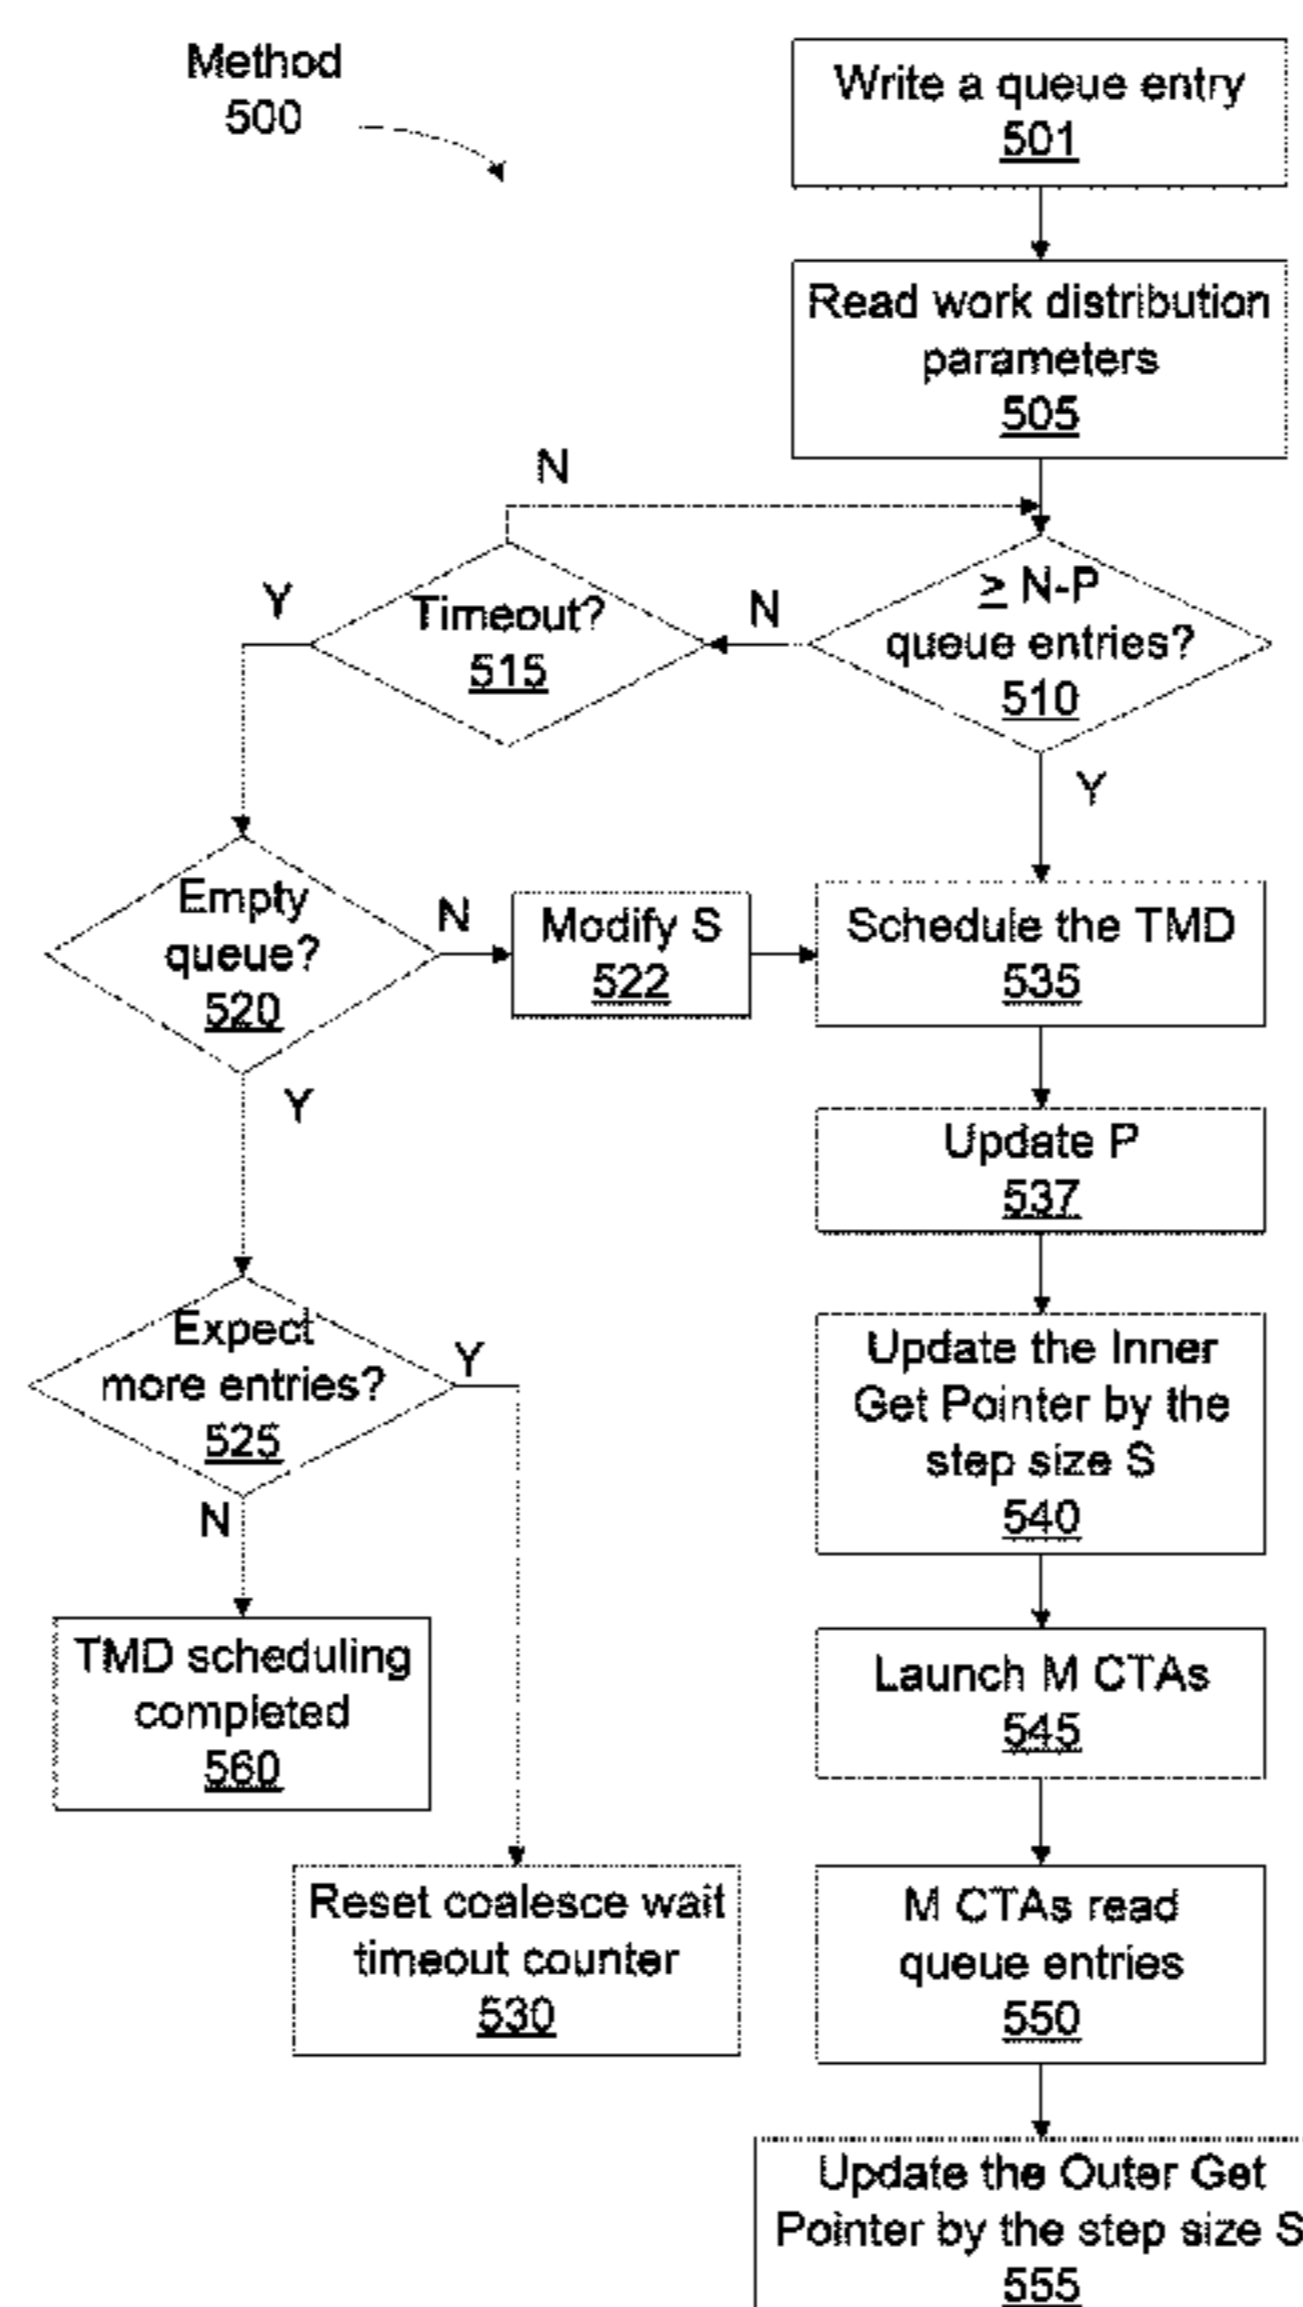 Method
500
Write a queue entry
501
Read work distribution
parameters
505
N
Y
Timeout?
515
N
≥ N-P
queue entries?
510
Y
Empty
queue?
520
N
Modify S
522
Schedule the TMD
535
Y
Update P
537
Expect
more entries?
525
Y
N
Update the Inner
Get Pointer by the
step size S
540
TMD scheduling
completed
560
Launch M CTAs
545
Reset coalesce wait
timeout counter
530
M CTAs read
queue entries
550
Update the Outer Get
Pointer by the step size S
555